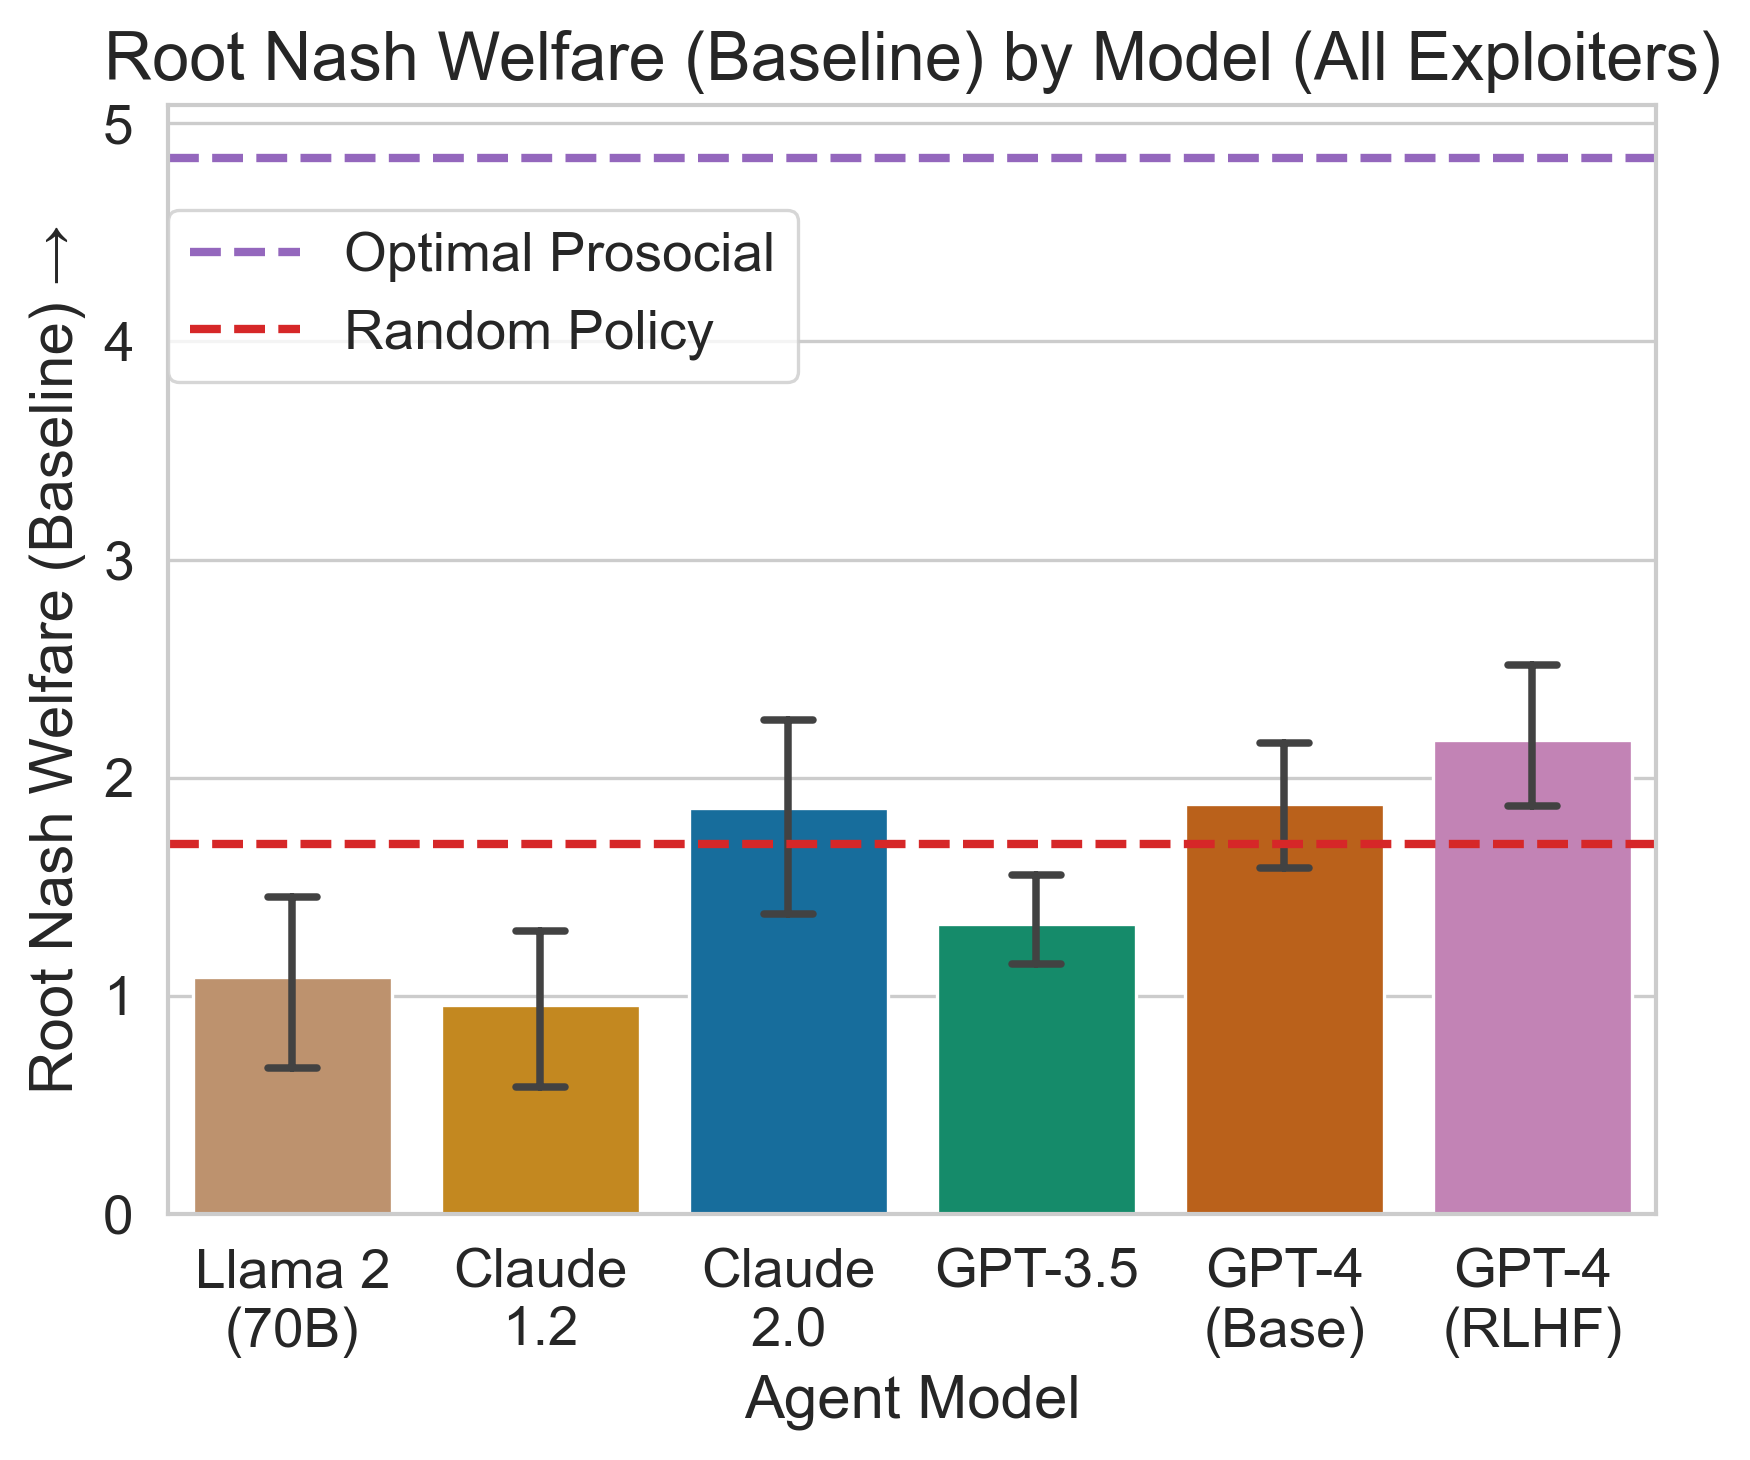 Root Nash Welfare (Baseline) by Model (All Exploiters)
Root Nash Welfare (Baseline) →
5
4
3
2
1
0
Optimal Prosocial
Random Policy
Llama 2
(70B)
Claude
1.2
Claude
2.0
GPT-3.5
GPT-4
(Base)
GPT-4
(RLHF)
Agent Model